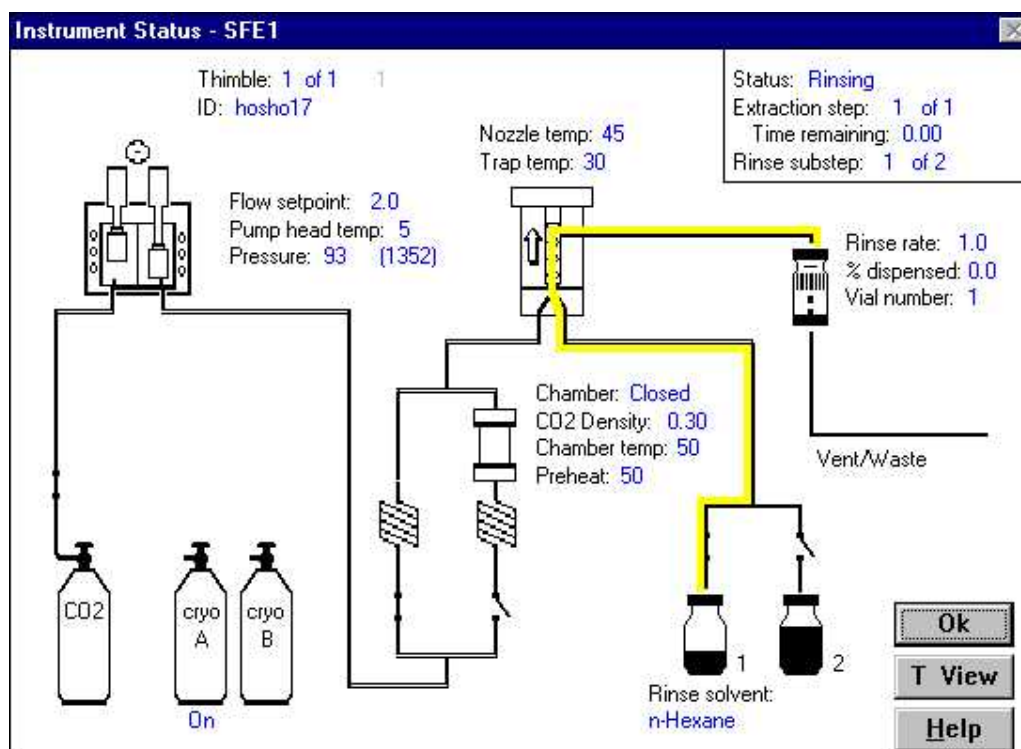 Instrument Status - SFE1
Thimble: 1 of 1 1
ID: hosho17
Status: Rinsing
Extraction step: 1 of 1
Time remaining: 0.00
Rinse substep: 1 of 2
Nozzle temp: 45
Trap temp: 30
Flow setpoint: 2.0
Pump head temp: 5
Pressure: 93 (1352)
Rinse rate: 1.0
% dispensed: 0.0
Vial number: 1
Chamber: Closed
CO2 Density: 0.30
Chamber temp: 50
Preheat: 50
Vent/Waste
CO2
cryo
A
cryo
B
On
1
2
Rinse solvent:
n-Hexane
Ok
T View
Help